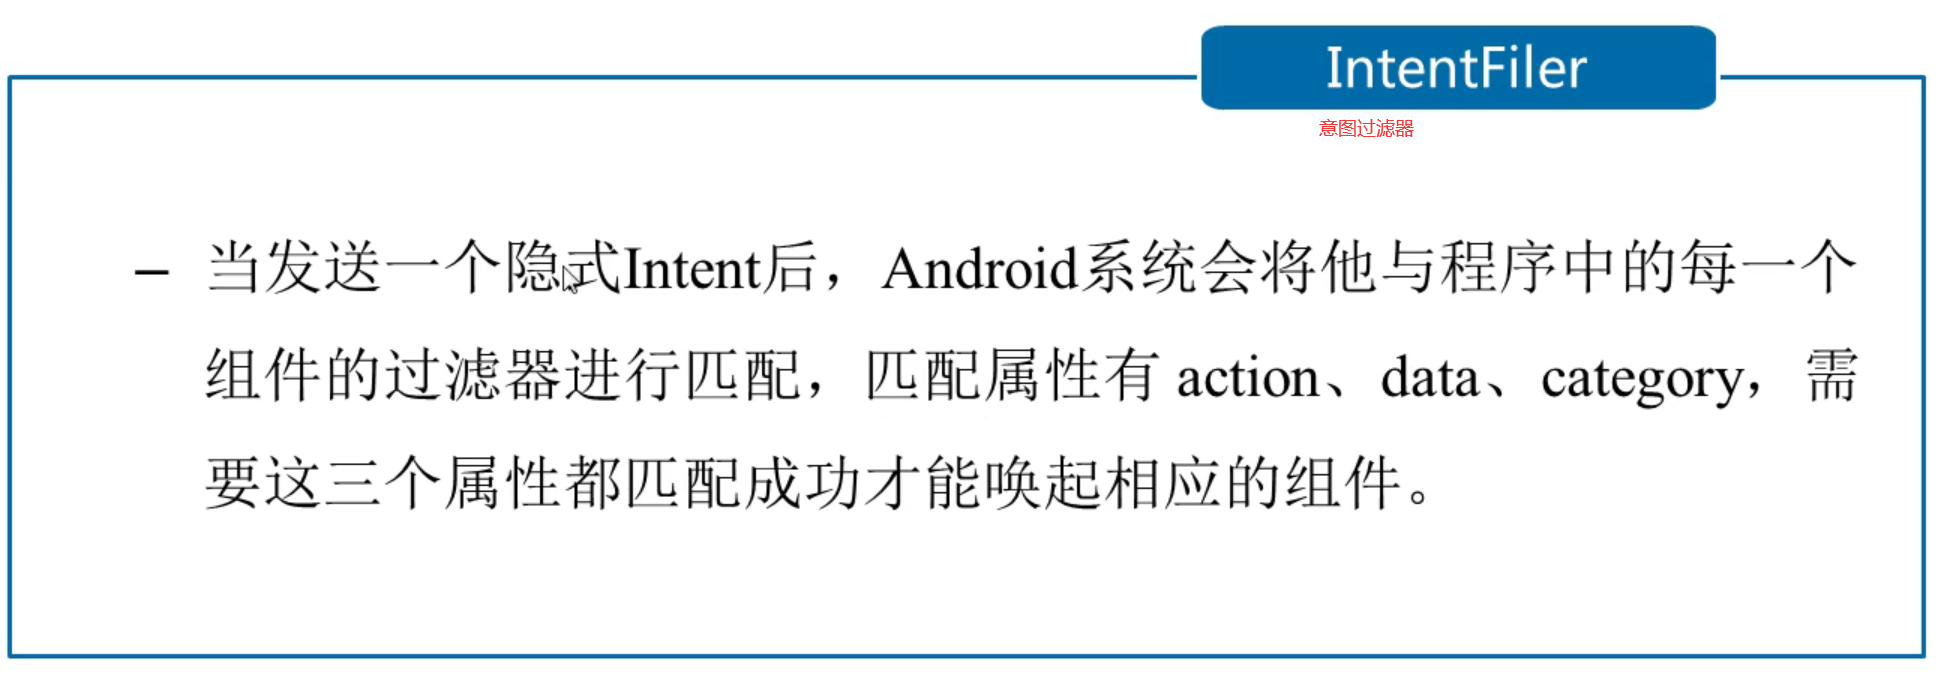 IntentFiler
意图过滤器
– 当发送一个隐式Intent后，Android系统会将他与程序中的每一个
组件的过滤器进行匹配，匹配属性有 action、data、category，需
要这三个属性都匹配成功才能唤起相应的组件。